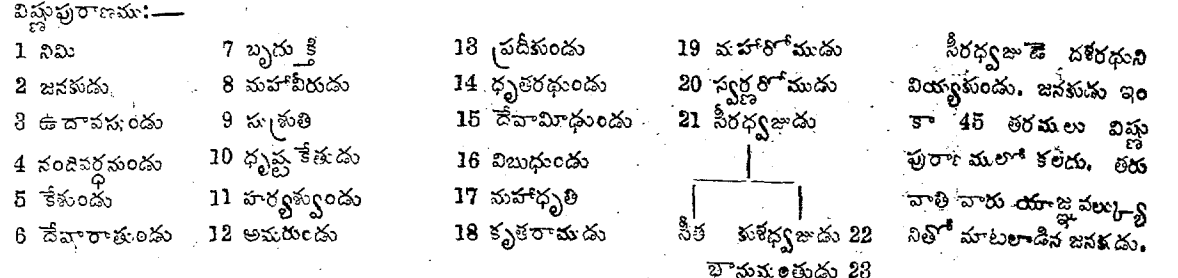 విష్ణుపురాణము:—
1 నిమి
2 జనకుడు
3 ఉదావసుండు
4 నందివర్ధనుండు
5 కేశుండు
6 దేవారాతుండు
7 బృదుక్తి
8 మహావీరుడు
9 సుశ్రుతి
10 ధృష్టకేతుడు
11 హర్యశ్వుండు
12 అమరుడు
13 ప్రదీకుండు
14 ధృతరథుండు
15 దేవామిాధుండు
16 విబుధుండు
17 మహాధృతి
18 కృతరాముడు
19 మహారోముడు
20 స్వర్ణరోముడు
21 సీరధ్వజుడు
సీత కుశధ్వజుడు 22
భానుమంతుడు 23
సీరధ్వజుడె దశరథుని
వియ్యాకుండు. జనకుడు ఇం
కా 45 తరములు విష్ణు
పురాణములో కలదు. తరు
వాతి వారు యాజ్ఞవల్క్యు
నితో మాటలాడిన జనకుడు.